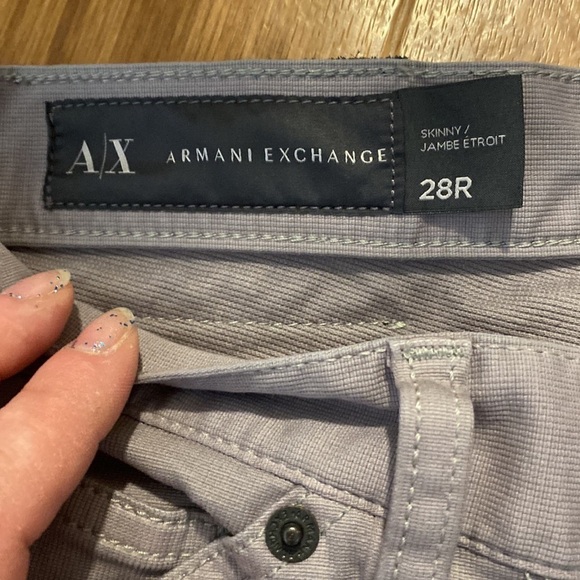 A|X ARMANI EXCHANGE
SKINNY /
JAMBE ÉTROIT
28R